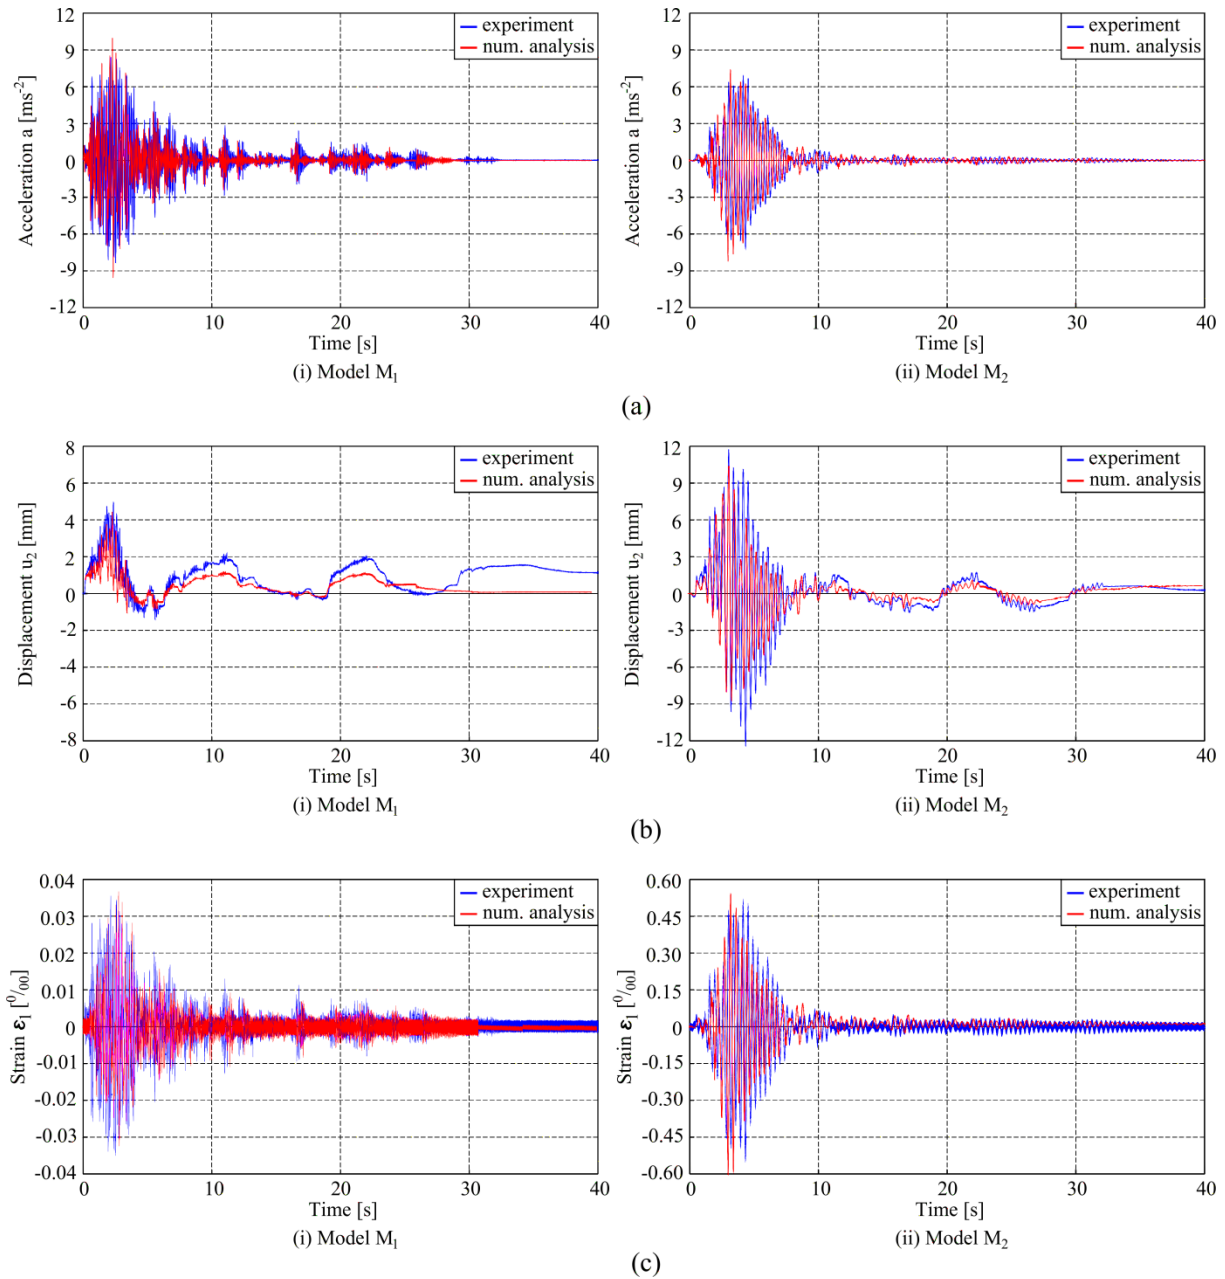 12
9
6
3
0
-3
-6
-9
-12
Acceleration a [ms-2]
experiment
num. analysis
0 10 20 30 40
Time [s]
(i) Model M1
12
9
6
3
0
-3
-6
-9
-12
Acceleration a [ms-2]
experiment
num. analysis
0 10 20 30 40
Time [s]
(ii) Model M2
(a)
8
6
4
2
0
-2
-4
-6
-8
Displacement u2 [mm]
experiment
num. analysis
0 10 20 30 40
Time [s]
(i) Model M1
12
9
6
3
0
-3
-6
-9
-12
Displacement u2 [mm]
experiment
num. analysis
0 10 20 30 40
Time [s]
(ii) Model M2
(b)
0.04
0.03
0.02
0.01
0
-0.01
-0.02
-0.03
-0.04
Strain ε1 [0/00]
experiment
num. analysis
0 10 20 30 40
Time [s]
(i) Model M1
0.60
0.45
0.30
0.15
0
-0.15
-0.30
-0.45
-0.60
Strain ε1 [0/00]
experiment
num. analysis
0 10 20 30 40
Time [s]
(ii) Model M2
(c)